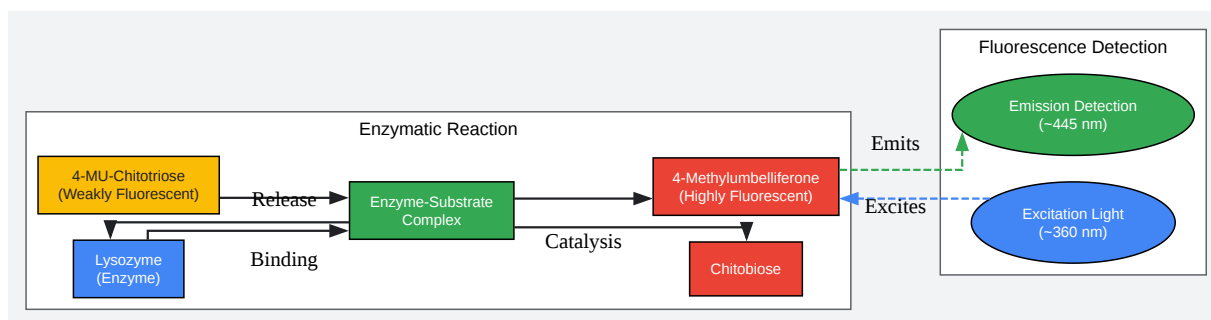 Fluorescence Detection
Emission Detection
(~445 nm)
Enzymatic Reaction
Emits
4-MU-Chitotriose
(Weakly Fluorescent)
Release
Enzyme-Substrate
Complex
4-Methylumbelliferone
(Highly Fluorescent)
Excites
Excitation Light
(~360 nm)
Lysozyme
(Enzyme)
Binding
Catalysis
Chitobiose